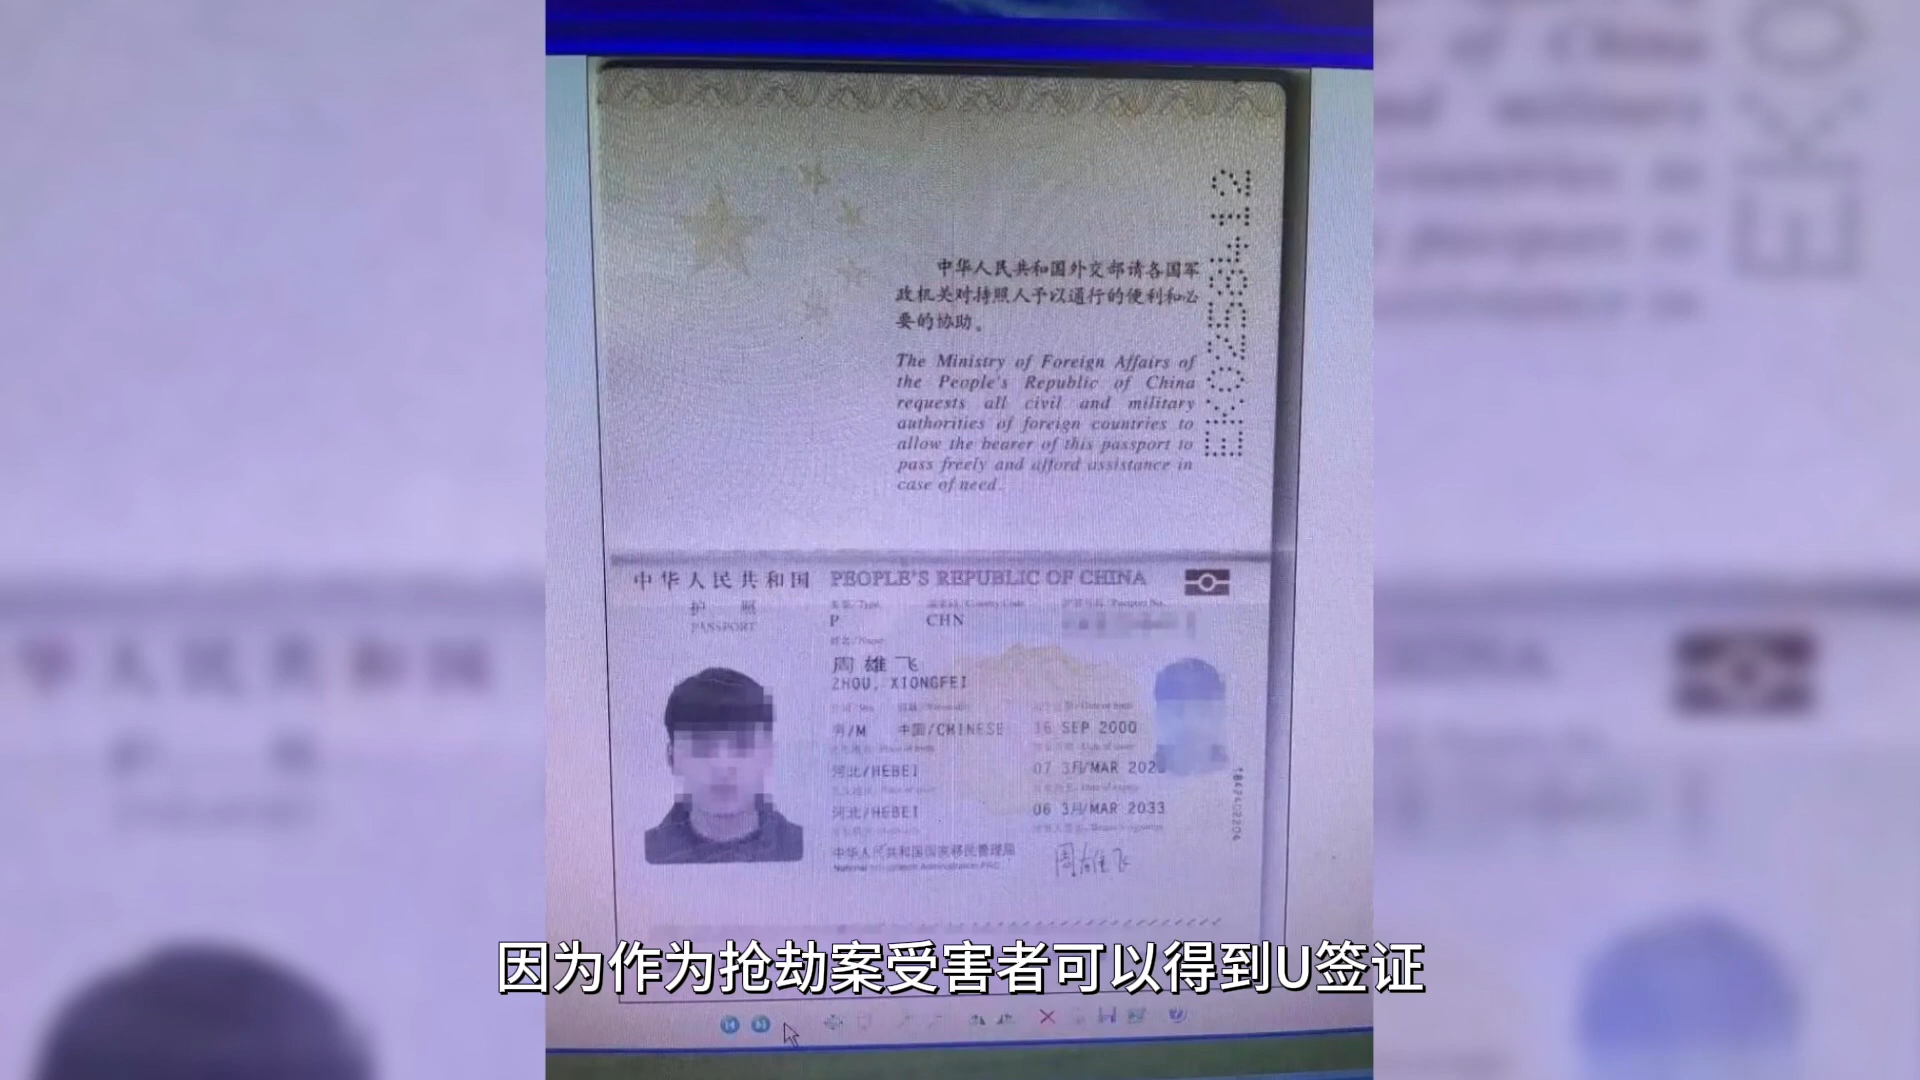 中华人民共和国外交部请各国军
政机关对持照人予以通行的便利和必
要的协助。
The Ministry of Foreign Affairs of
the People's Republic of China
requests all civil and military
authorities of foreign countries to
allow the bearer of this passport to
pass freely and afford assistance in
case of need.
中华人民共和国 PEOPLE'S REPUBLIC OF CHINA
护 照
PASSPORT
P CHN
周雄飞
ZHOU, XIONGFEI
男/M 中国/CHINESE 16 SEP 2000
河北/HEBEI 07 3月/MAR
河北/HEBEI 06 3月/MAR 2033
中华人民共和国国家移民管理局
周雄飞
因为作为抢劫案受害者可以得到U签证